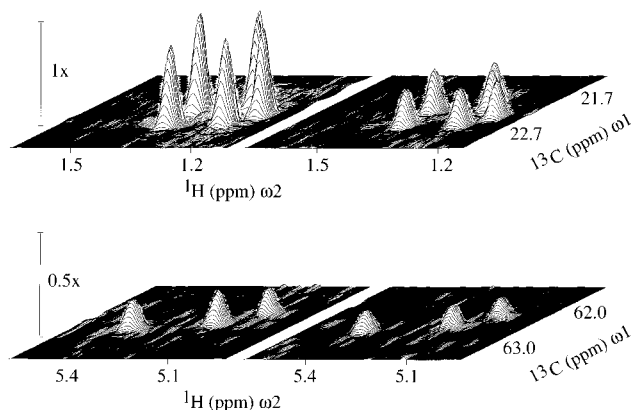 1x
21.7
22.7
13C (ppm) ω1
1.5
1.2
1.5
1.2
1H (ppm) ω2
0.5x
62.0
63.0
13C (ppm) ω1
5.4
5.1
5.4
5.1
1H (ppm) ω2